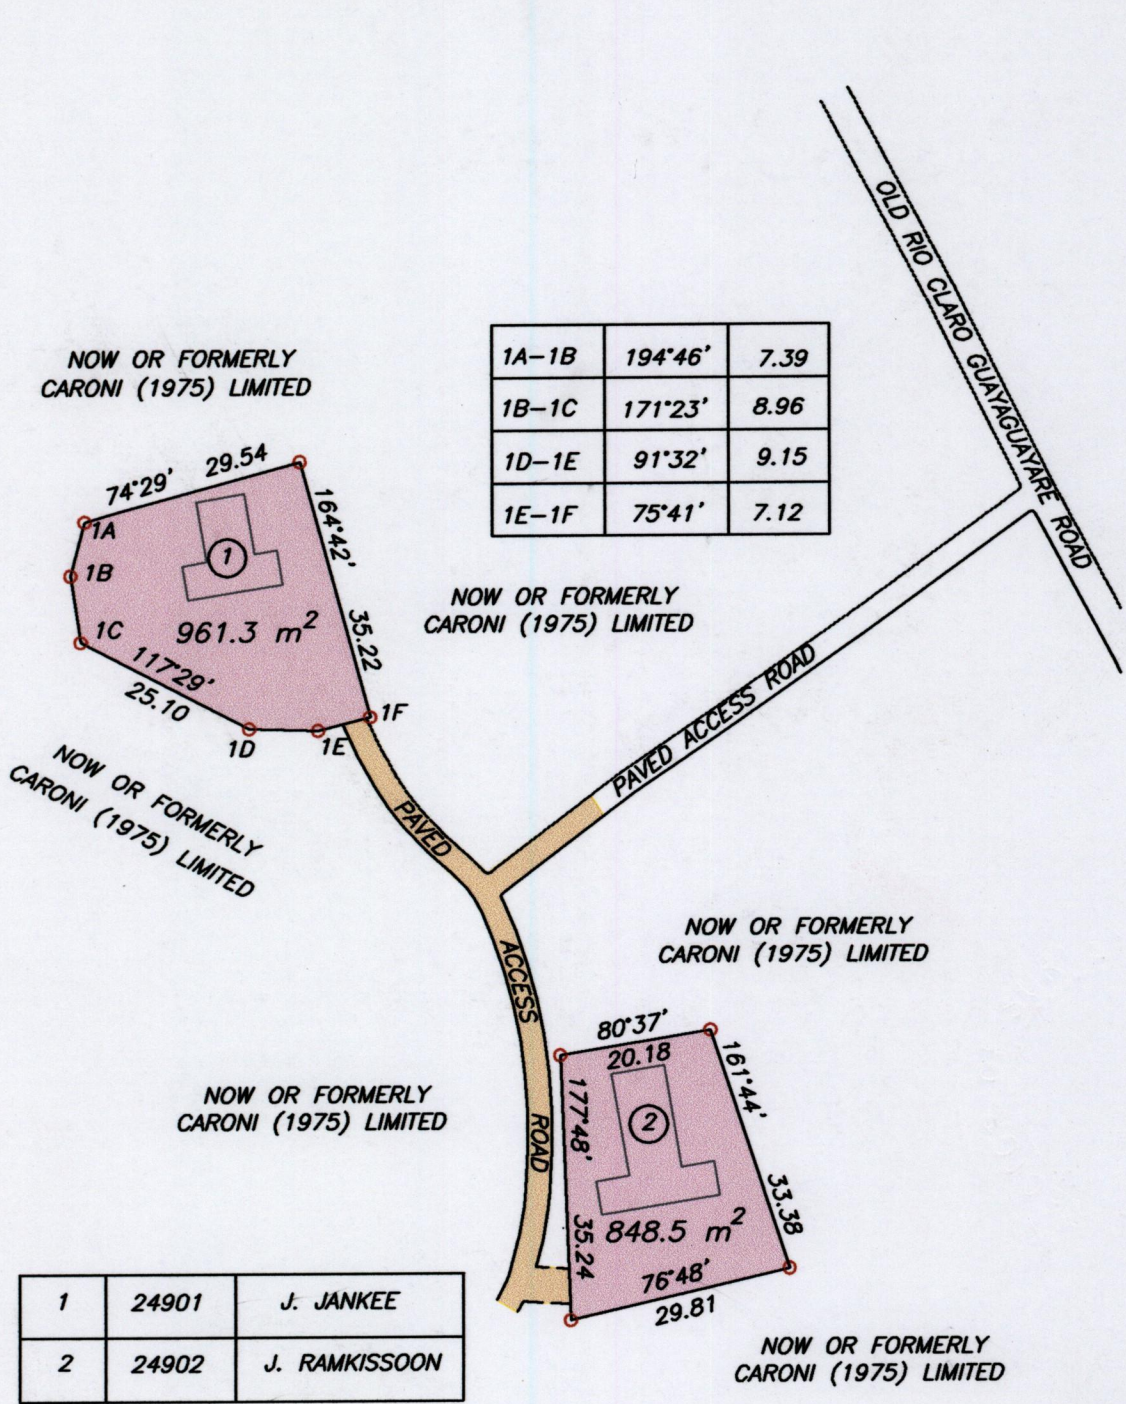 OLD RIO CLARO GUAYAGUAYARE ROAD
1A-1B 194°46' 7.39
1B-1C 171°23' 8.96
1D-1E 91°32' 9.15
1E-1F 75°41' 7.12
NOW OR FORMERLY
CARONI (1975) LIMITED
74°29' 29.54
164°42'
35.22
1A
1B
1C
1
961.3 m²
117°29'
25.10
1D
1E
1F
NOW OR FORMERLY
CARONI (1975) LIMITED
NOW OR FORMERLY
CARONI (1975) LIMITED
PAVED ACCESS ROAD
PAVED
ACCESS
ROAD
NOW OR FORMERLY
CARONI (1975) LIMITED
NOW OR FORMERLY
CARONI (1975) LIMITED
80°37'
20.18
161°44'
33.38
177°48'
35.24
2
848.5 m²
76°48'
29.81
NOW OR FORMERLY
CARONI (1975) LIMITED
1 24901 J. JANKEE
2 24902 J. RAMKISSOON